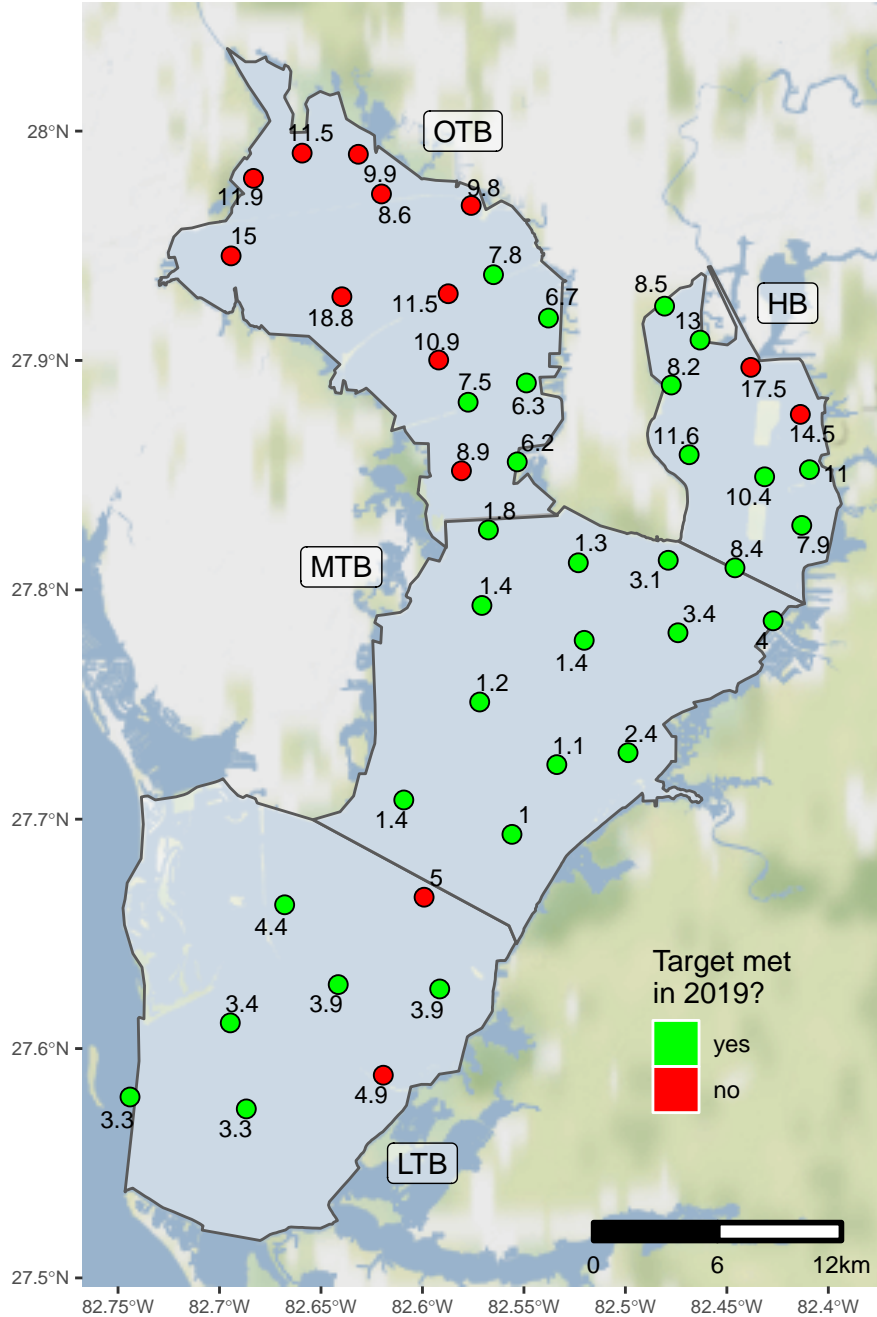 28°N
27.9°N
27.8°N
27.7°N
27.6°N
27.5°N
OTB
11.5
9.9
9.8
11.9
8.6
15
7.8
18.8
11.5
6.7
10.9
7.5
6.3
8.9
6.2
HB
8.5
13
8.2
17.5
14.5
11.6
10.4
11
7.9
8.4
MTB
1.8
1.3
3.1
1.4
3.4
4
1.4
1.2
2.4
1.1
1.4
1
5
4.4
3.9
3.9
3.4
4.9
3.3
3.3
LTB
Target met
in 2019?
yes
no
0
6
12km
82.75°W
82.7°W
82.65°W
82.6°W
82.55°W
82.5°W
82.45°W
82.4°W